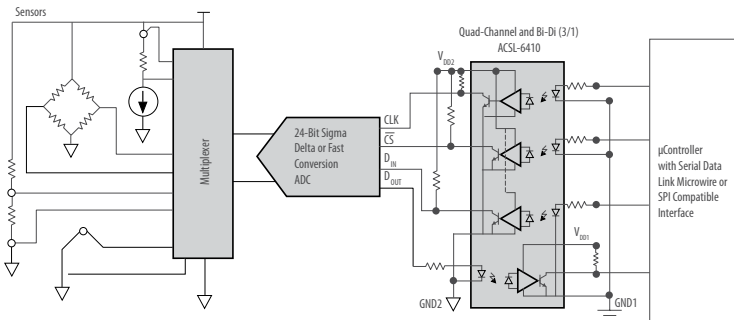 Sensors
Quad-Channel and Bi-Di (3/1)
ACSL-6410
VDD2
CLK
CS
DIN
DOUT
Multiplexer
24-Bit Sigma
Delta or Fast
Conversion
ADC
µController
with Serial Data
Link Microwire or
SPI Compatible
Interface
VDD1
GND2
GND1